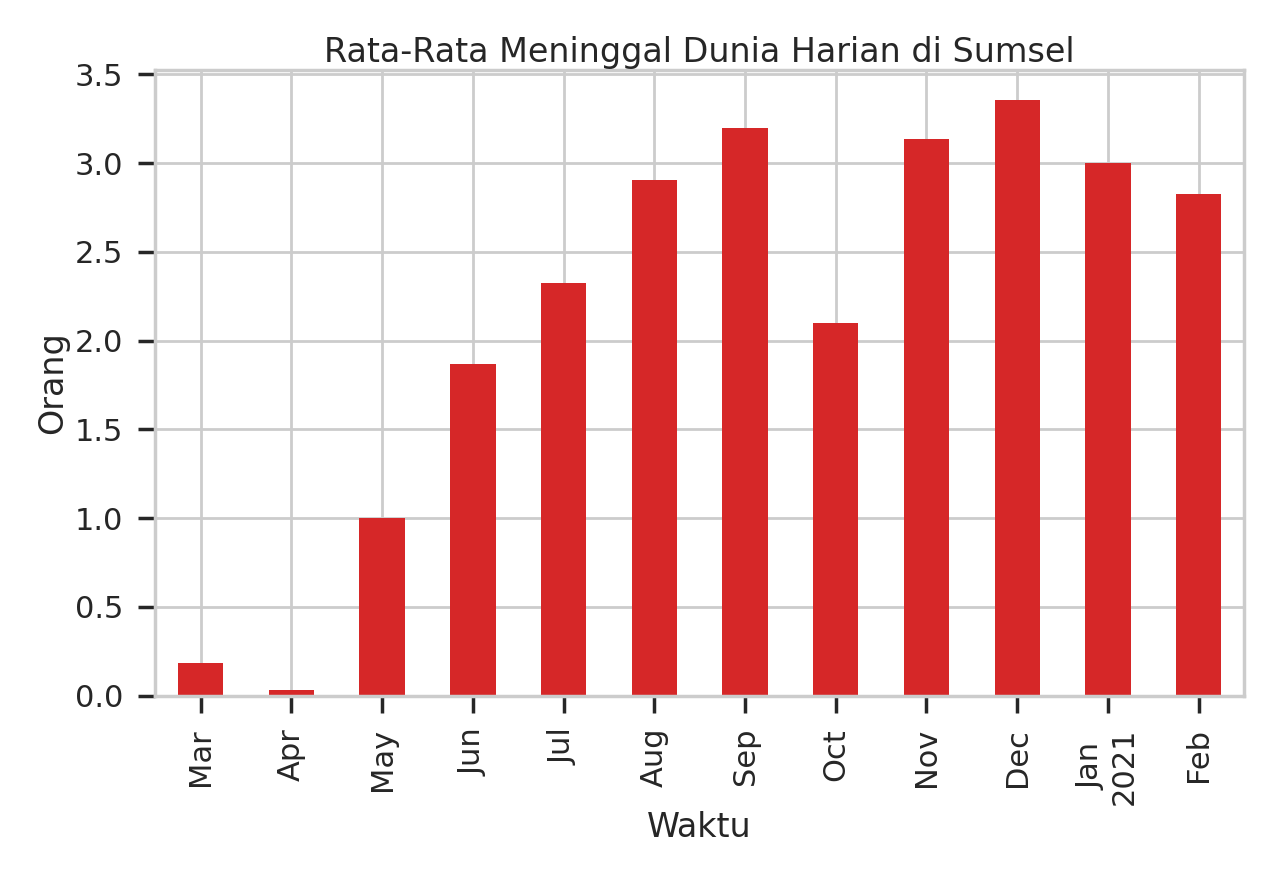 Rata-Rata Meninggal Dunia Harian di Sumsel
3.5
3.0
2.5
2.0
1.5
1.0
0.5
0.0
Orang
Mar
Apr
May
Jun
Jul
Aug
Sep
Oct
Nov
Dec
Jan
2021
Feb
Waktu